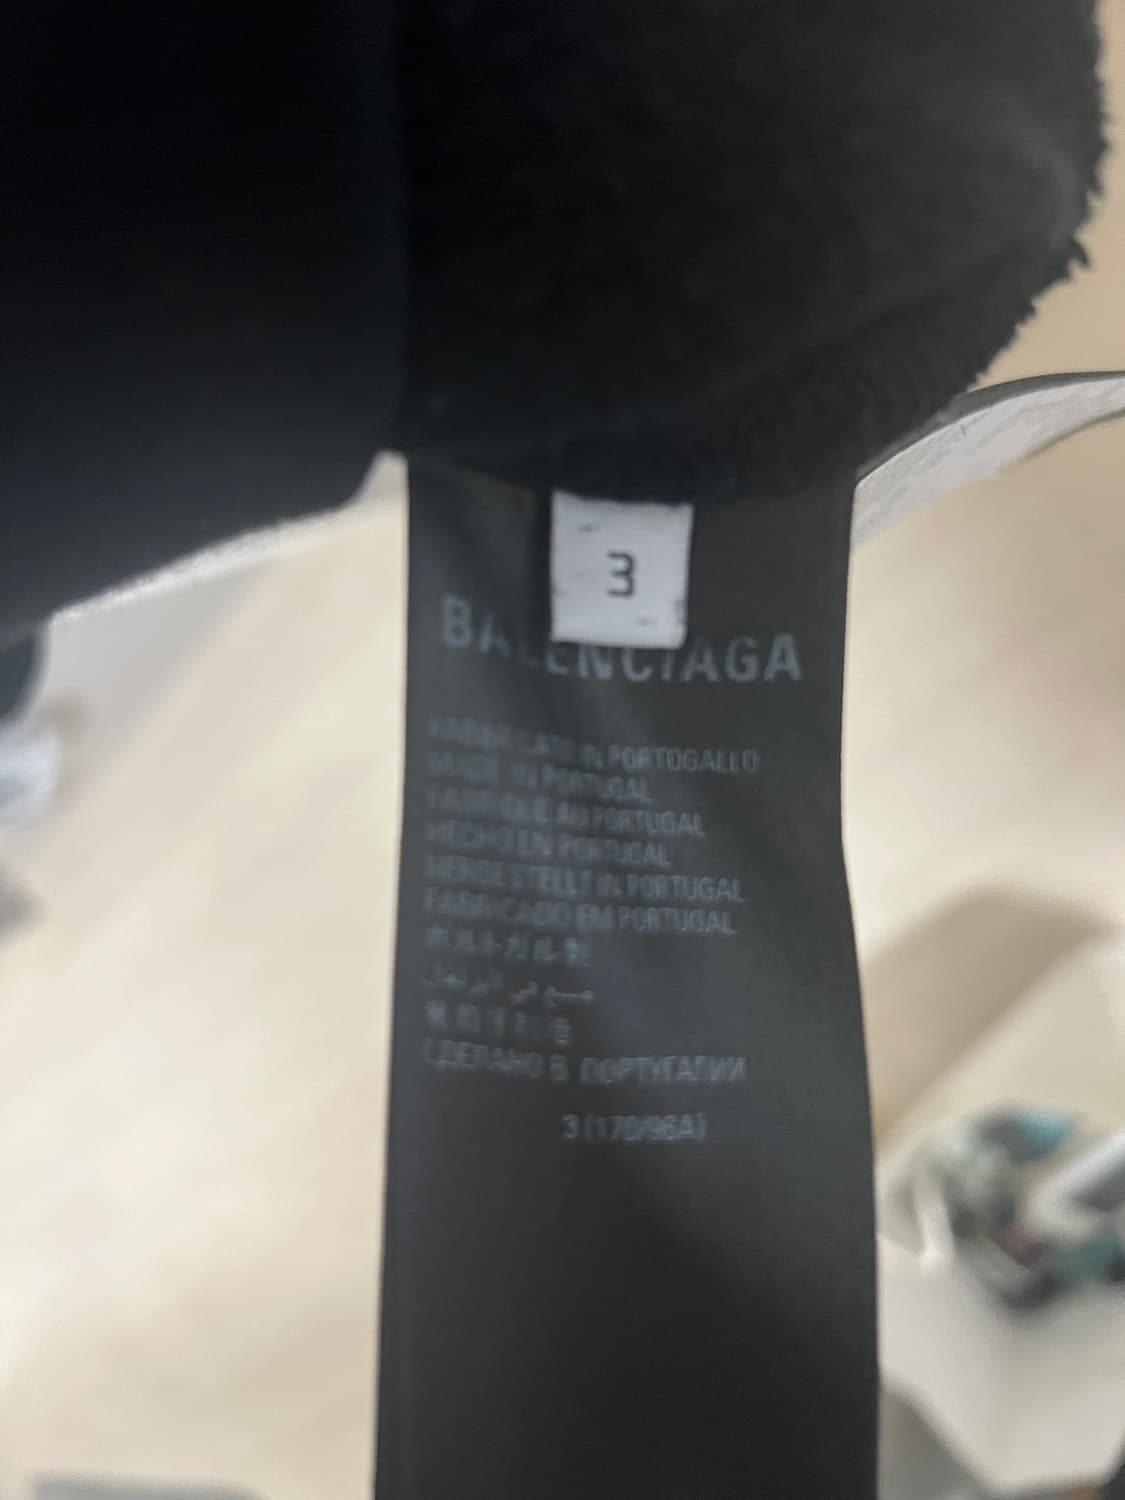 3
BALENCIAGA
FABBRICATO IN PORTOGALLO
MADE IN PORTUGAL
FABRIQUÉ AU PORTUGAL
HECHO EN PORTUGAL
HERGESTELLT IN PORTUGAL
FABRICADO EM PORTUGAL
ポルトガル製
СДЕЛАНО В ПОРТУГАЛИИ
3 (170/96A)